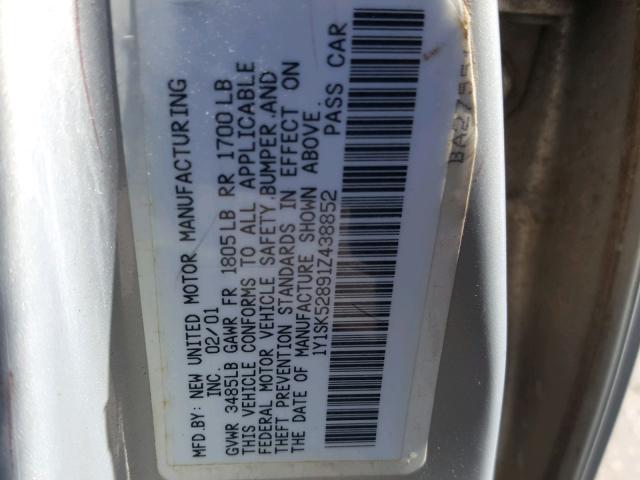 MFD.BY: NEW UNITED MOTOR MANUFACTURING
INC. 02/01
GVWR 3485LB GAWR FR 1805LB RR 1700LB
THIS VEHICLE CONFORMS TO ALL APPLICABLE
FEDERAL MOTOR VEHICLE SAFETY,BUMPER,AND
THEFT PREVENTION STANDARDS IN EFFECT ON
THE DATE OF MANUFACTURE SHOWN ABOVE.
1Y1SK52891Z438852 PASS CAR